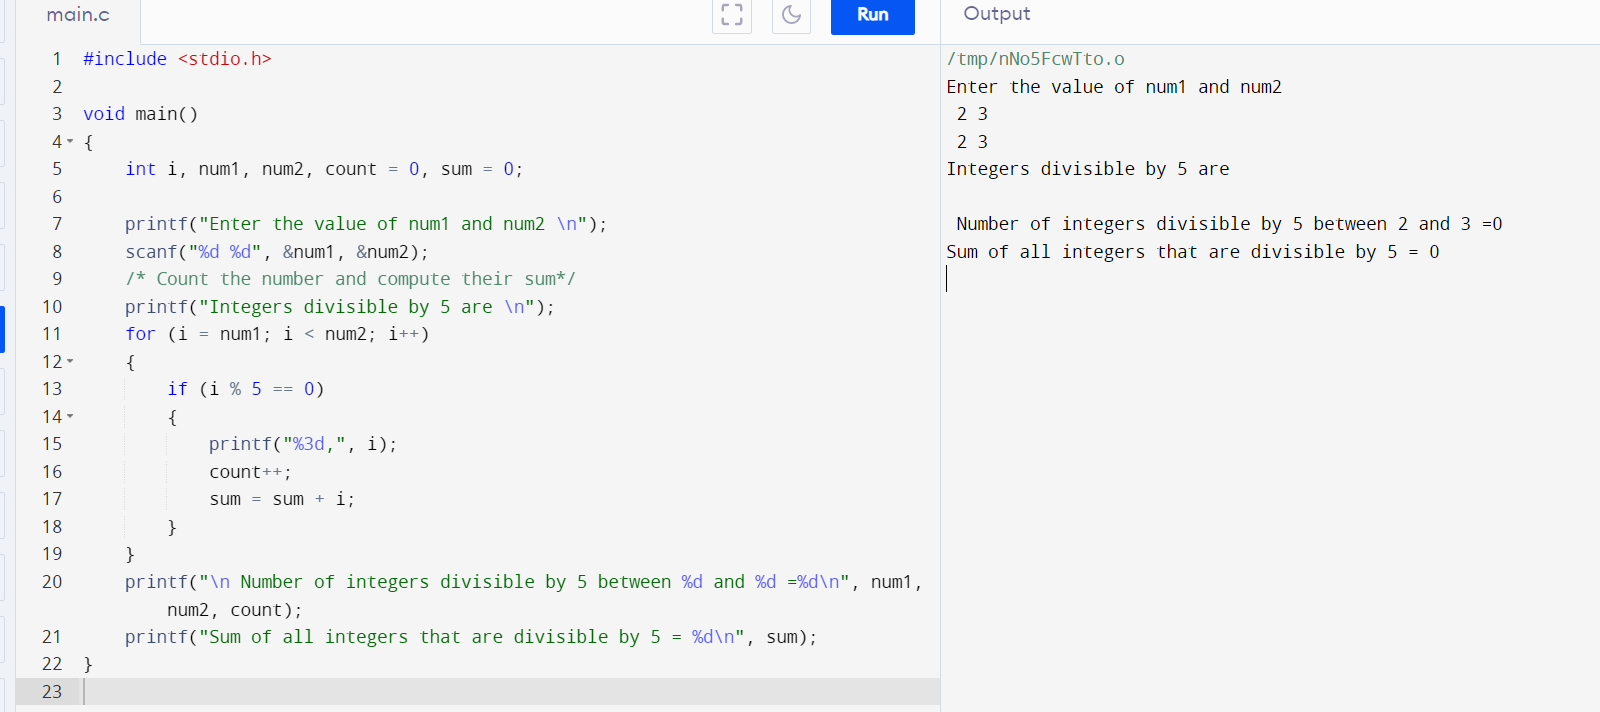 main.c
Run
Output
1 #include <stdio.h>
2
3 void main()
4 {
5 int i, num1, num2, count = 0, sum = 0;
6
7 printf("Enter the value of num1 and num2 \n");
8 scanf("%d %d", &num1, &num2);
9 /* Count the number and compute their sum*/
10 printf("Integers divisible by 5 are \n");
11 for (i = num1; i < num2; i++)
12 {
13 if (i % 5 == 0)
14 {
15 printf("%3d,", i);
16 count++;
17 sum = sum + i;
18 }
19 }
20 printf("\n Number of integers divisible by 5 between %d and %d =%d\n", num1,
num2, count);
21 printf("Sum of all integers that are divisible by 5 = %d\n", sum);
22 }
23
/tmp/nNo5FcwTto.o
Enter the value of num1 and num2
2 3
2 3
Integers divisible by 5 are
Number of integers divisible by 5 between 2 and 3 =0
Sum of all integers that are divisible by 5 = 0